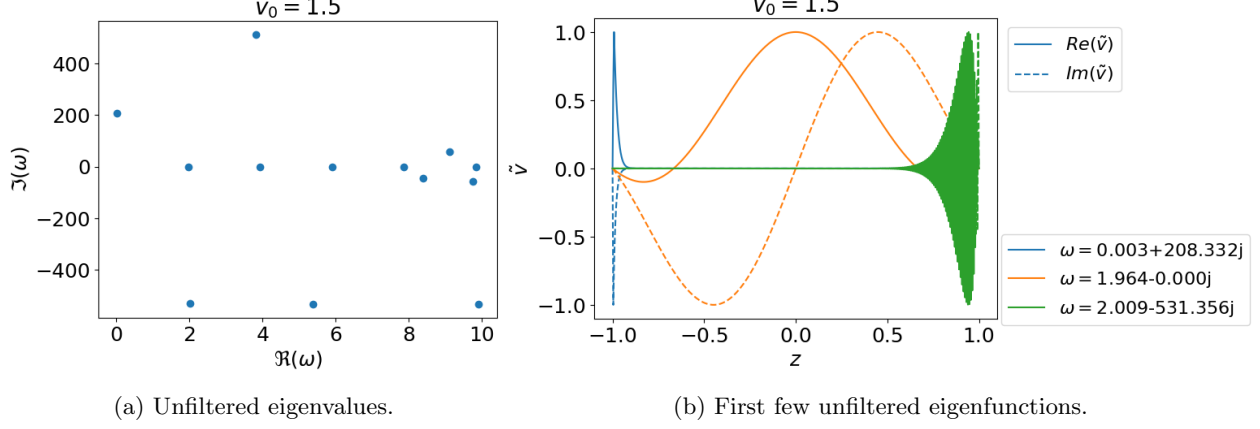 v₀ = 1.5
400
200
0
−200
−400
ℑ(ω)
0 2 4 6 8 10
ℜ(ω)
(a) Unfiltered eigenvalues.
v₀ = 1.5
1.0
0.5
0.0
−0.5
−1.0
ṽ
−1.0 −0.5 0.0 0.5 1.0
z
Re(ṽ)
Im(ṽ)
ω = 0.003+208.332j
ω = 1.964-0.000j
ω = 2.009-531.356j
(b) First few unfiltered eigenfunctions.